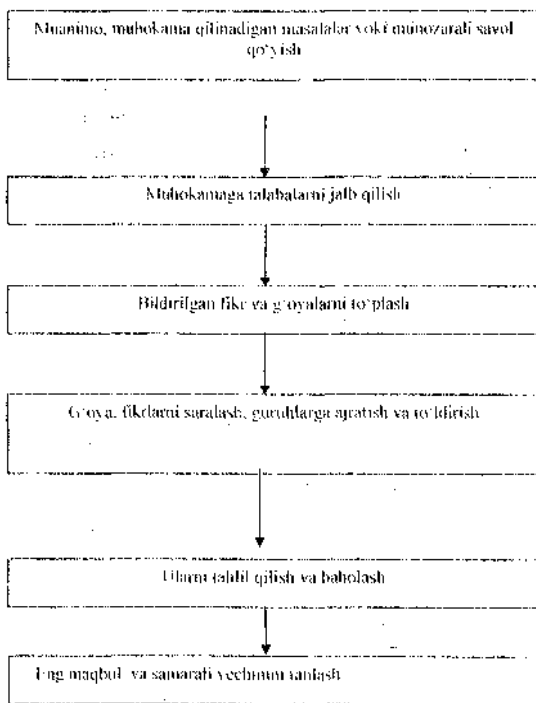 Muammo, muhokama qilinadigan masalalar yoki munozarali savol
qo‘yish
Muhokamaga talabalarni jalb qilish
Bildirilgan fikr va g‘oyalarni to‘plash
G‘oya, fikrlarni saralash, guruhlarga ajratish va to‘ldirish
Ularni tahlil qilish va baholash
Eng maqbul va samarali yechimni tanlash